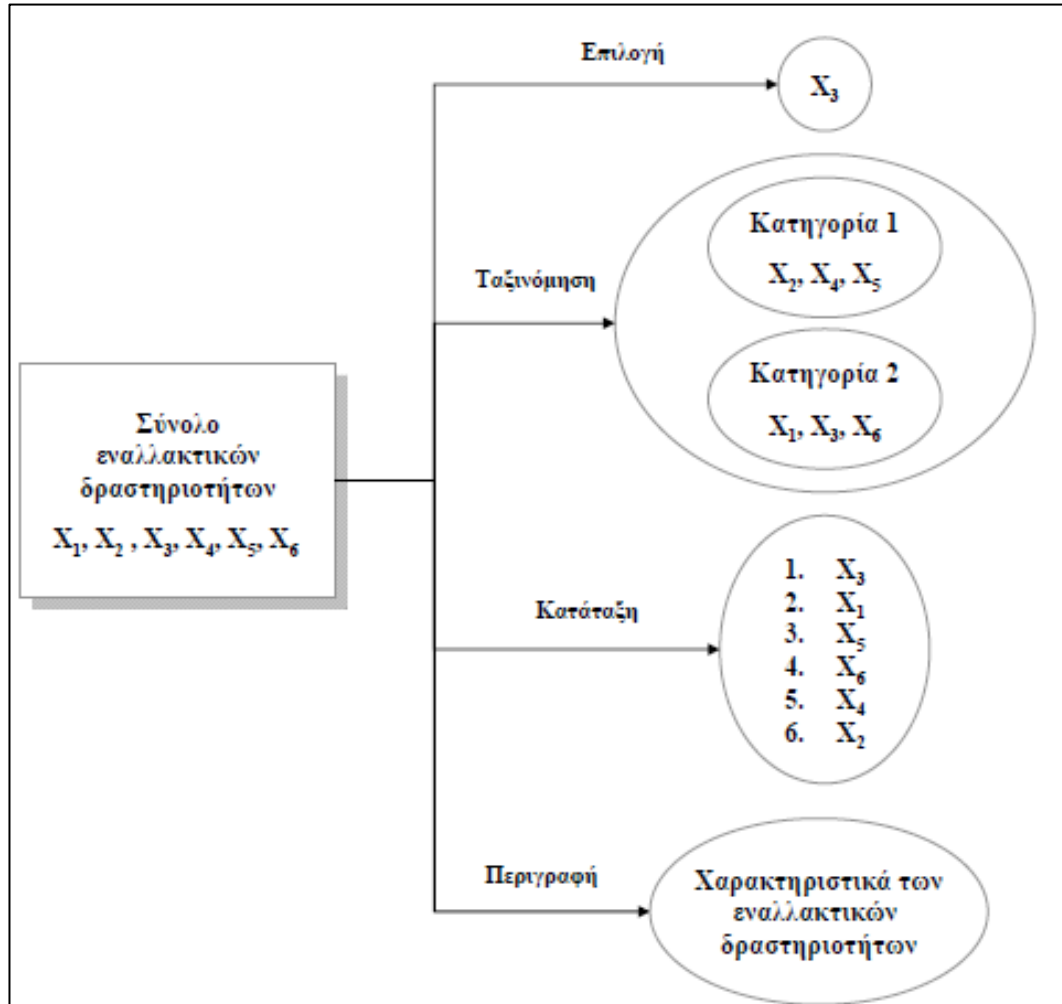 Επιλογή
X₃
Κατηγορία 1
X₂, X₄, X₅
Ταξινόμηση
Κατηγορία 2
X₁, X₃, X₆
Σύνολο
εναλλακτικών
δραστηριοτήτων
X₁, X₂ , X₃, X₄, X₅, X₆
Κατάταξη
1. X₃
2. X₁
3. X₅
4. X₆
5. X₄
6. X₂
Περιγραφή
Χαρακτηριστικά των
εναλλακτικών
δραστηριοτήτων